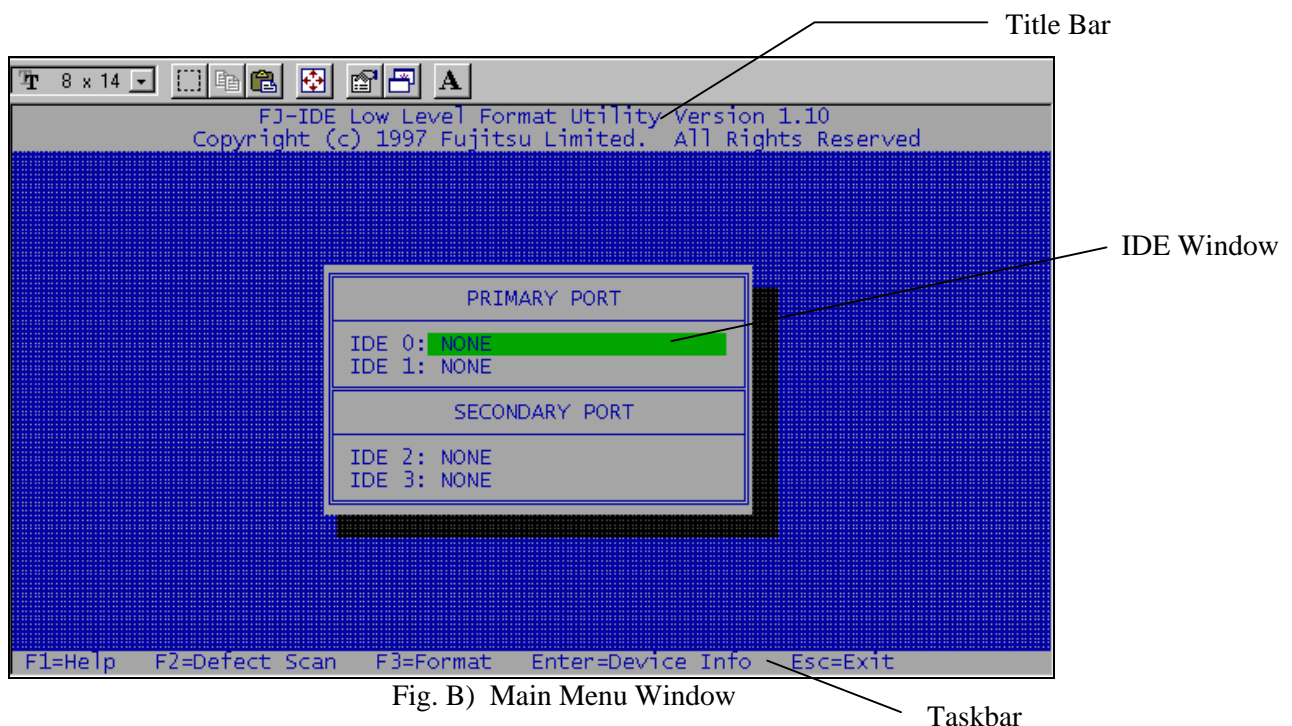 Title Bar
8 x 14
A
FJ-IDE Low Level Format Utility Version 1.10
Copyright (c) 1997 Fujitsu Limited. All Rights Reserved
IDE Window
PRIMARY PORT
IDE 0: NONE
IDE 1: NONE
SECONDARY PORT
IDE 2: NONE
IDE 3: NONE
F1=Help F2=Defect Scan F3=Format Enter=Device Info Esc=Exit
Fig. B) Main Menu Window
Taskbar